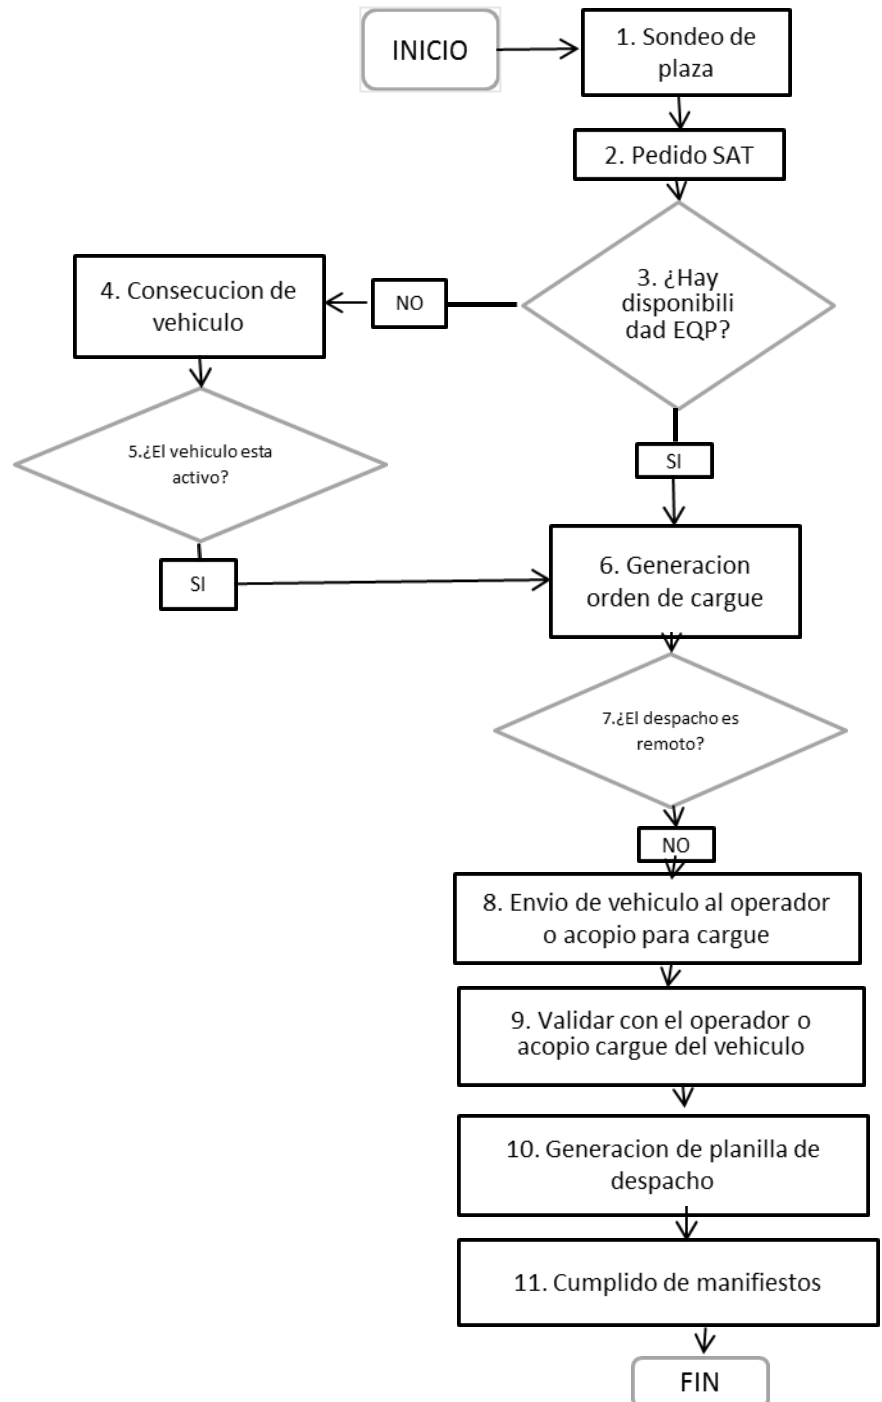 INICIO
1. Sondeo de
plaza
2. Pedido SAT
3. ¿Hay
disponibili
dad EQP?
NO
4. Consecucion de
vehiculo
5.¿El vehiculo esta
activo?
SI
SI
6. Generacion
orden de cargue
7.¿El despacho es
remoto?
NO
8. Envio de vehiculo al operador
o acopio para cargue
9. Validar con el operador o
acopio cargue del vehiculo
10. Generacion de planilla de
despacho
11. Cumplido de manifiestos
FIN